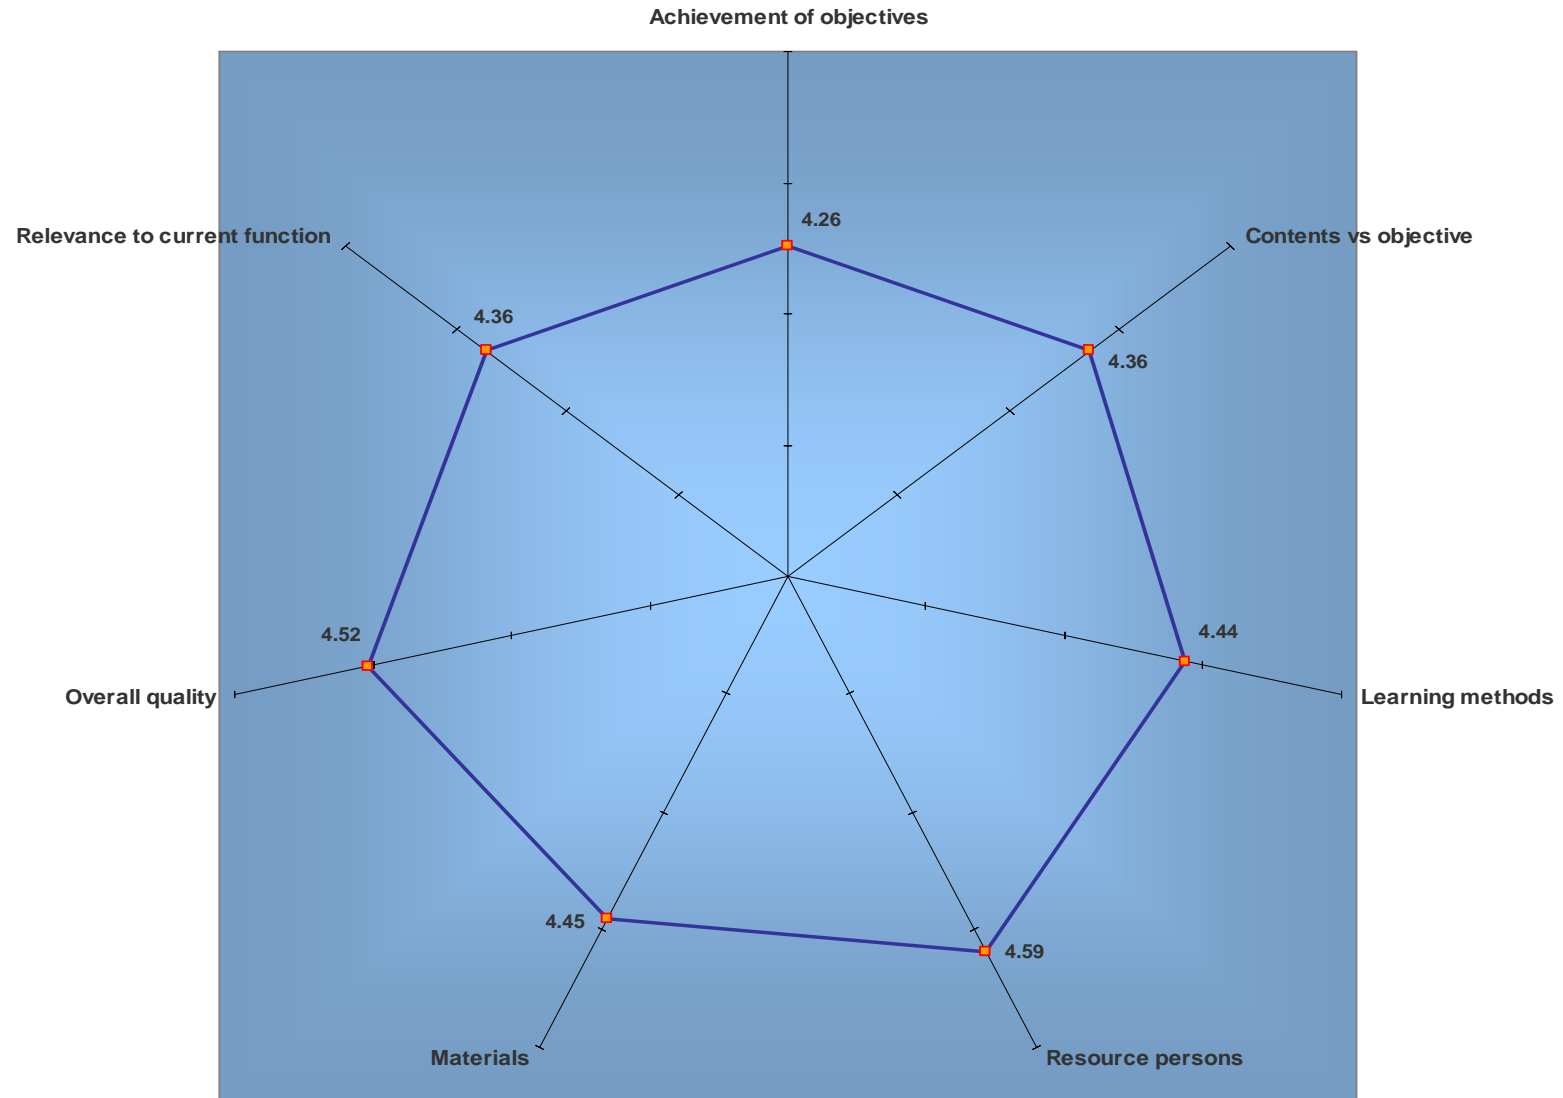 Achievement of objectives
4.26
Relevance to current function
Contents vs objective
4.36
4.36
4.52
4.44
Overall quality
Learning methods
4.45
4.59
Materials
Resource persons